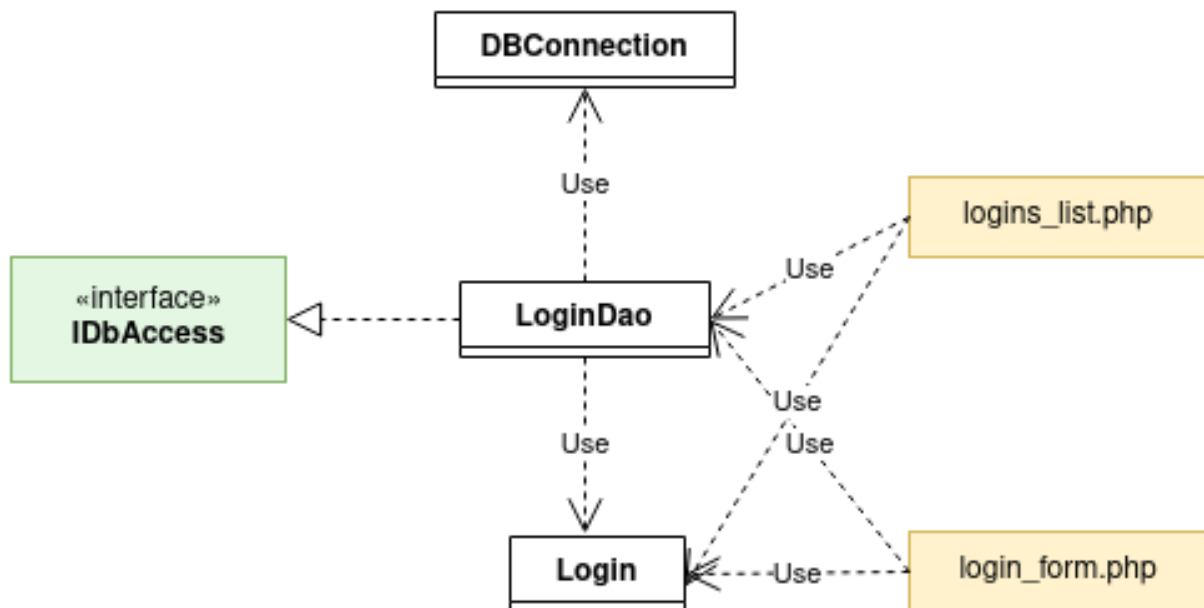 DBConnection
Use
logins_list.php
«interface»
IDbAccess
LoginDao
Use
Use
Use
Use
Login
Use
login_form.php